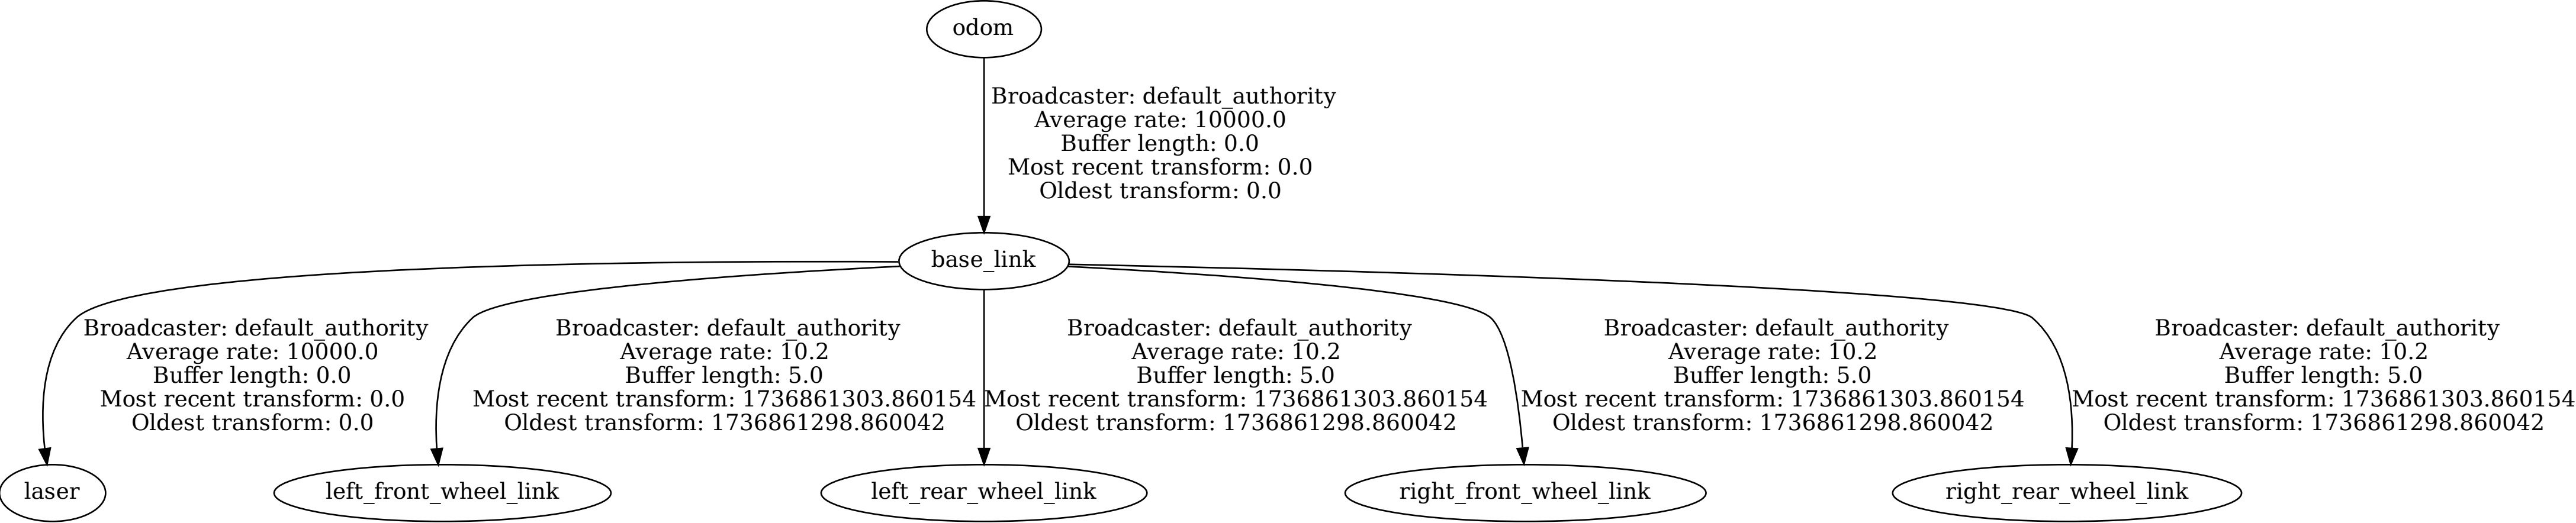 odom
Broadcaster: default_authority
Average rate: 10000.0
Buffer length: 0.0
Most recent transform: 0.0
Oldest transform: 0.0
base_link
Broadcaster: default_authority
Average rate: 10000.0
Buffer length: 0.0
Most recent transform: 0.0
Oldest transform: 0.0
Broadcaster: default_authority
Average rate: 10.2
Buffer length: 5.0
Most recent transform: 1736861303.860154
Oldest transform: 1736861298.860042
Broadcaster: default_authority
Average rate: 10.2
Buffer length: 5.0
Most recent transform: 1736861303.860154
Oldest transform: 1736861298.860042
Broadcaster: default_authority
Average rate: 10.2
Buffer length: 5.0
Most recent transform: 1736861303.860154
Oldest transform: 1736861298.860042
Broadcaster: default_authority
Average rate: 10.2
Buffer length: 5.0
Most recent transform: 1736861303.860154
Oldest transform: 1736861298.860042
laser
left_front_wheel_link
left_rear_wheel_link
right_front_wheel_link
right_rear_wheel_link